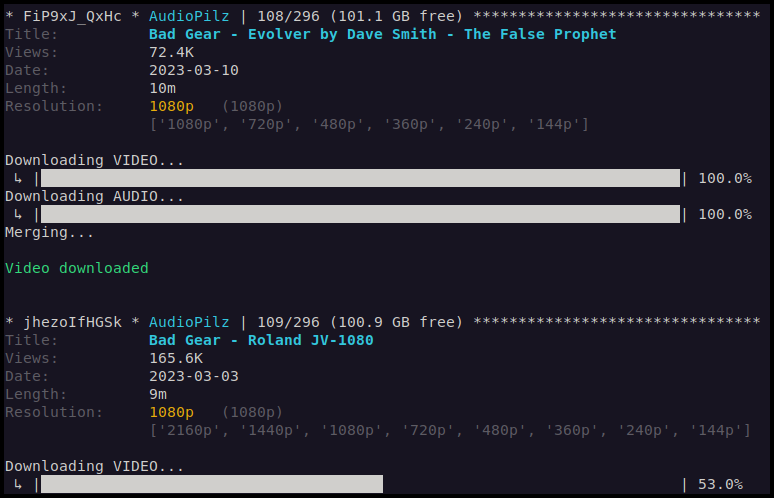 * FiP9xJ_QxHc * AudioPilz | 108/296 (101.1 GB free) ********************************
Title: Bad Gear - Evolver by Dave Smith - The False Prophet
Views: 72.4K
Date: 2023-03-10
Length: 10m
Resolution: 1080p (1080p)
['1080p', '720p', '480p', '360p', '240p', '144p']
Downloading VIDEO...
↳ |████████████████████████████████████████| 100.0%
Downloading AUDIO...
↳ |████████████████████████████████████████| 100.0%
Merging...
Video downloaded
* jhezoIfHGSk * AudioPilz | 109/296 (100.9 GB free) ********************************
Title: Bad Gear - Roland JV-1080
Views: 165.6K
Date: 2023-03-03
Length: 9m
Resolution: 1080p (1080p)
['2160p', '1440p', '1080p', '720p', '480p', '360p', '240p', '144p']
Downloading VIDEO...
↳ |█████████████████████ | 53.0%